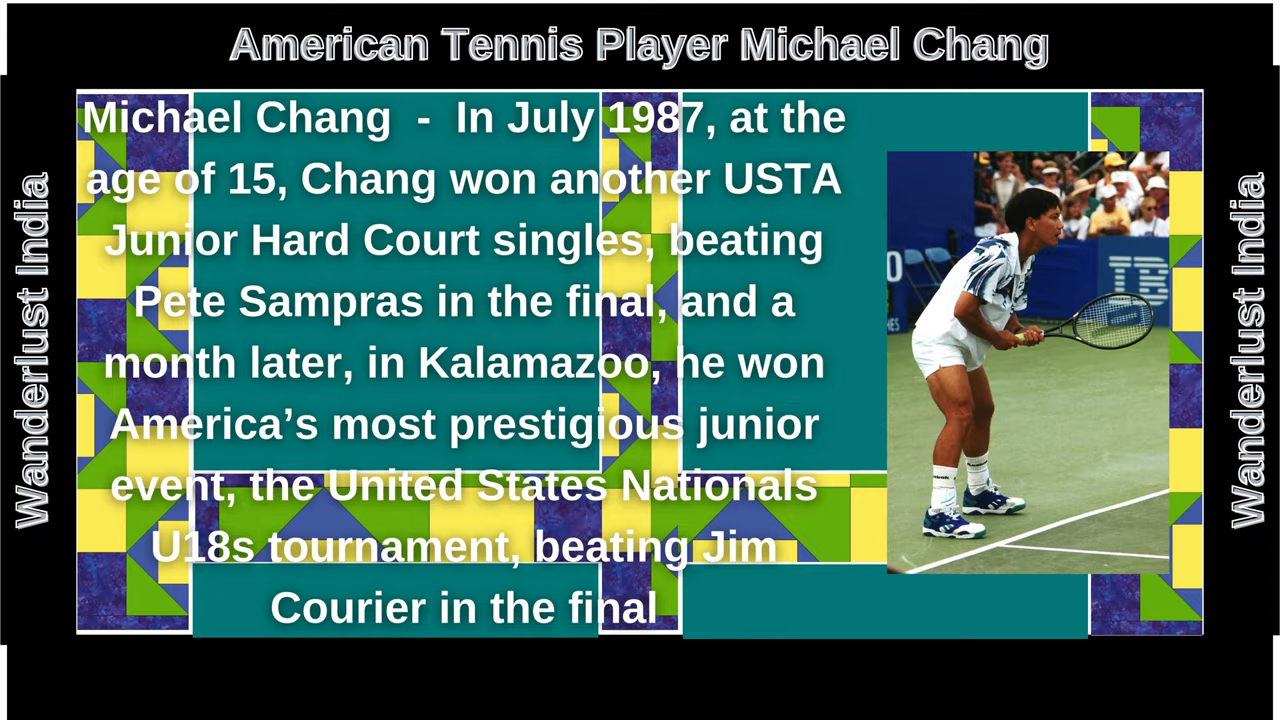 American Tennis Player Michael Chang
Wanderlust India
Michael Chang - In July 1987, at the
age of 15, Chang won another USTA
Junior Hard Court singles, beating
Pete Sampras in the final, and a
month later, in Kalamazoo, he won
America’s most prestigious junior
event, the United States Nationals
U18s tournament, beating Jim
Courier in the final
IBM
Wanderlust India